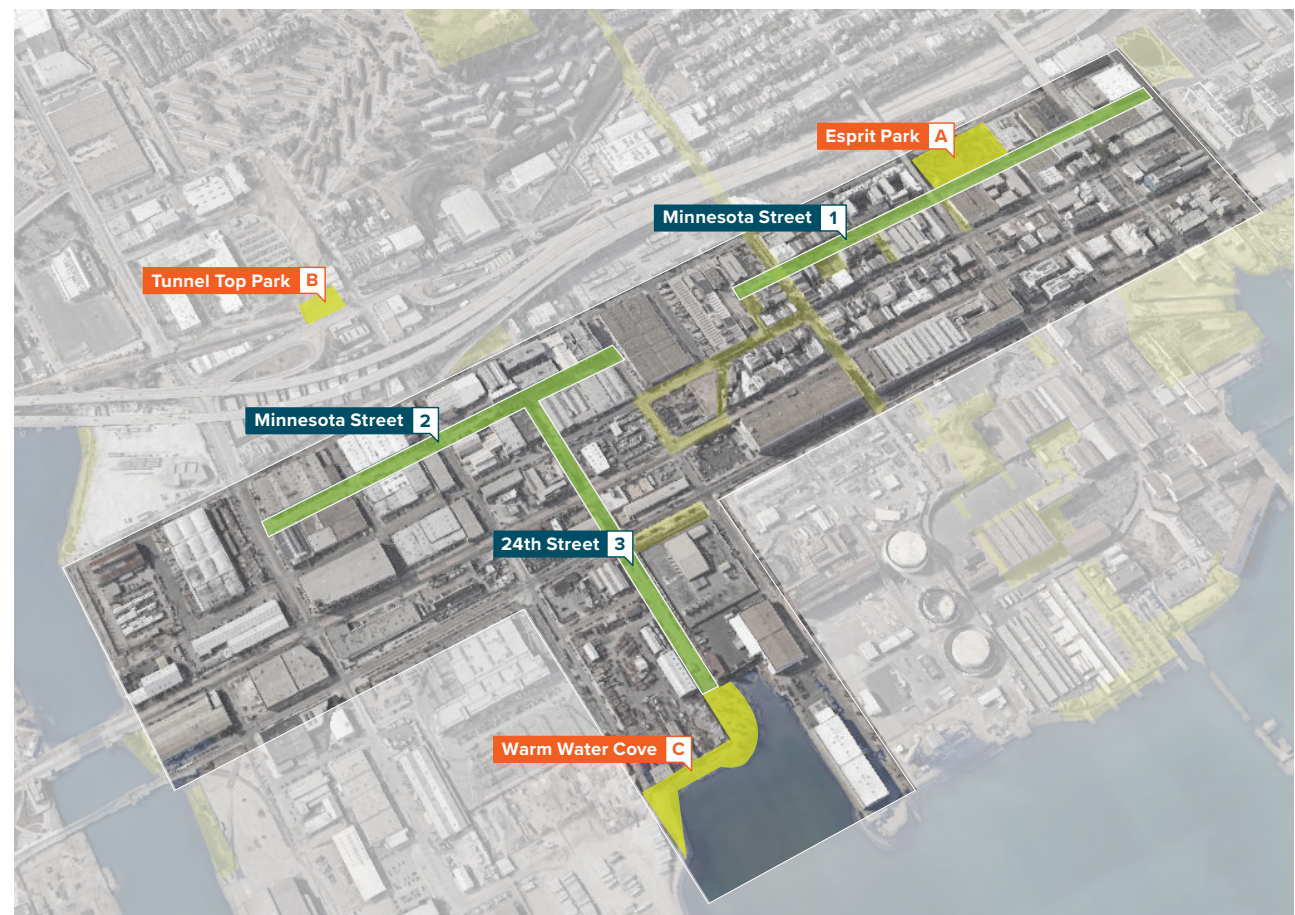 Esprit Park A
Minnesota Street 1
Tunnel Top Park B
Minnesota Street 2
24th Street 3
Warm Water Cove C